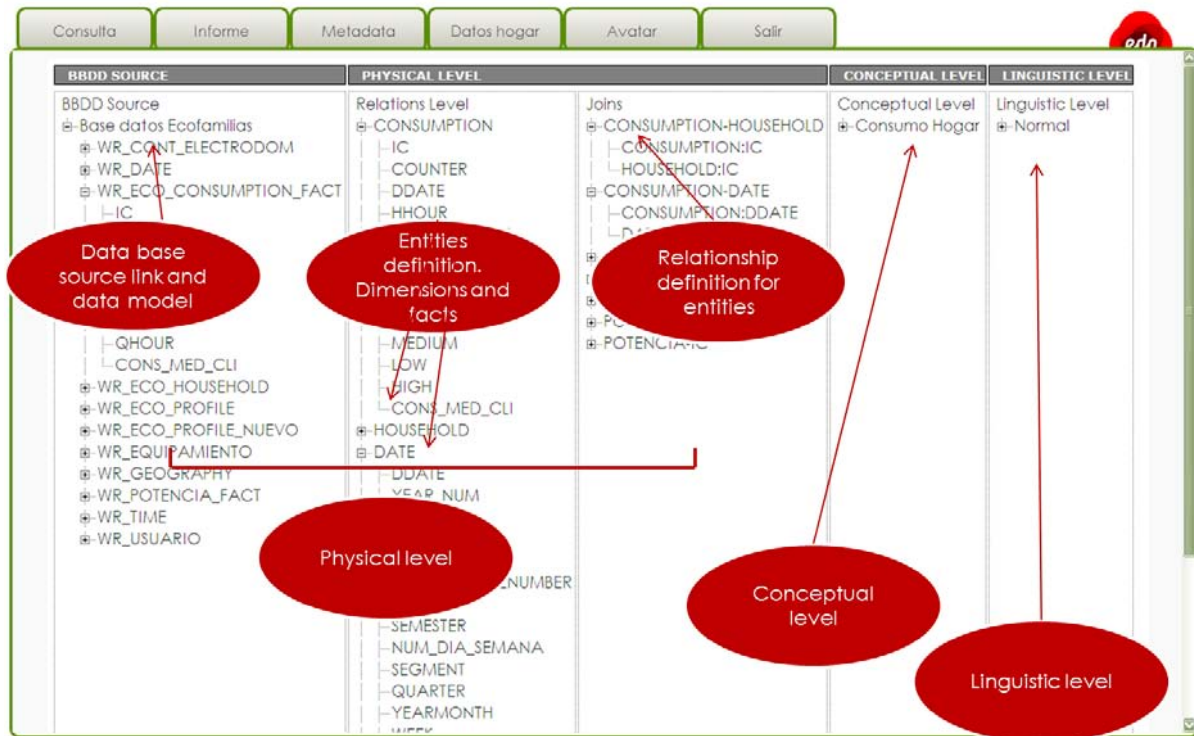 Consulta
Informe
Metadata
Datos hogar
Avatar
Salir
edn
BBDD SOURCE
PHYSICAL LEVEL
CONCEPTUAL LEVEL
LINGUISTIC LEVEL
BBDD Source
Base datos Ecofamilias
WR_CONT_ELECTRODOM
WR_DATE
WR_ECO_CONSUMPTION_FACT
IC
Data base
source link and
data model
QHOUR
CONS_MED_CLI
WR_ECO_HOUSEHOLD
WR_ECO_PROFILE
WR_ECO_PROFILE_NUEVO
WR_EQUIPAMIENTO
WR_GEOGRAPHY
WR_POTENCIA_FACT
WR_TIME
WR_USUARIO
Relations Level
CONSUMPTION
IC
COUNTER
DDATE
HHOUR
Entities
definition.
Dimensions and
facts
MEDIUM
LOW
HIGH
CONS_MED_CLI
HOUSEHOLD
DATE
DDATE
YEAR_NUM
Physical level
_NUMBER
SEMESTER
NUM_DIA_SEMANA
SEGMENT
QUARTER
YEARMONTH
WEEK
Joins
CONSUMPTION-HOUSEHOLD
CONSUMPTION:IC
HOUSEHOLD:IC
CONSUMPTION-DATE
CONSUMPTION:DDATE
Relationship
definition for
entities
POTENCIA-IC
Conceptual Level
Consumo Hogar
Conceptual
level
Linguistic Level
Normal
Linguistic level